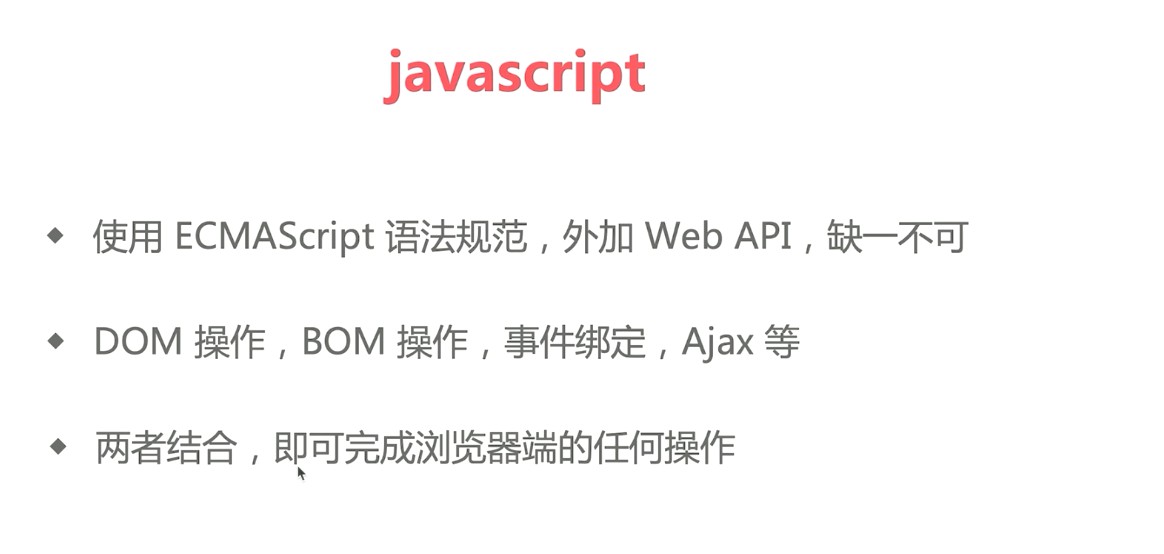 javascript
使用 ECMAScript 语法规范，外加 Web API，缺一不可
DOM 操作，BOM 操作，事件绑定，Ajax 等
两者结合，即可完成浏览器端的任何操作